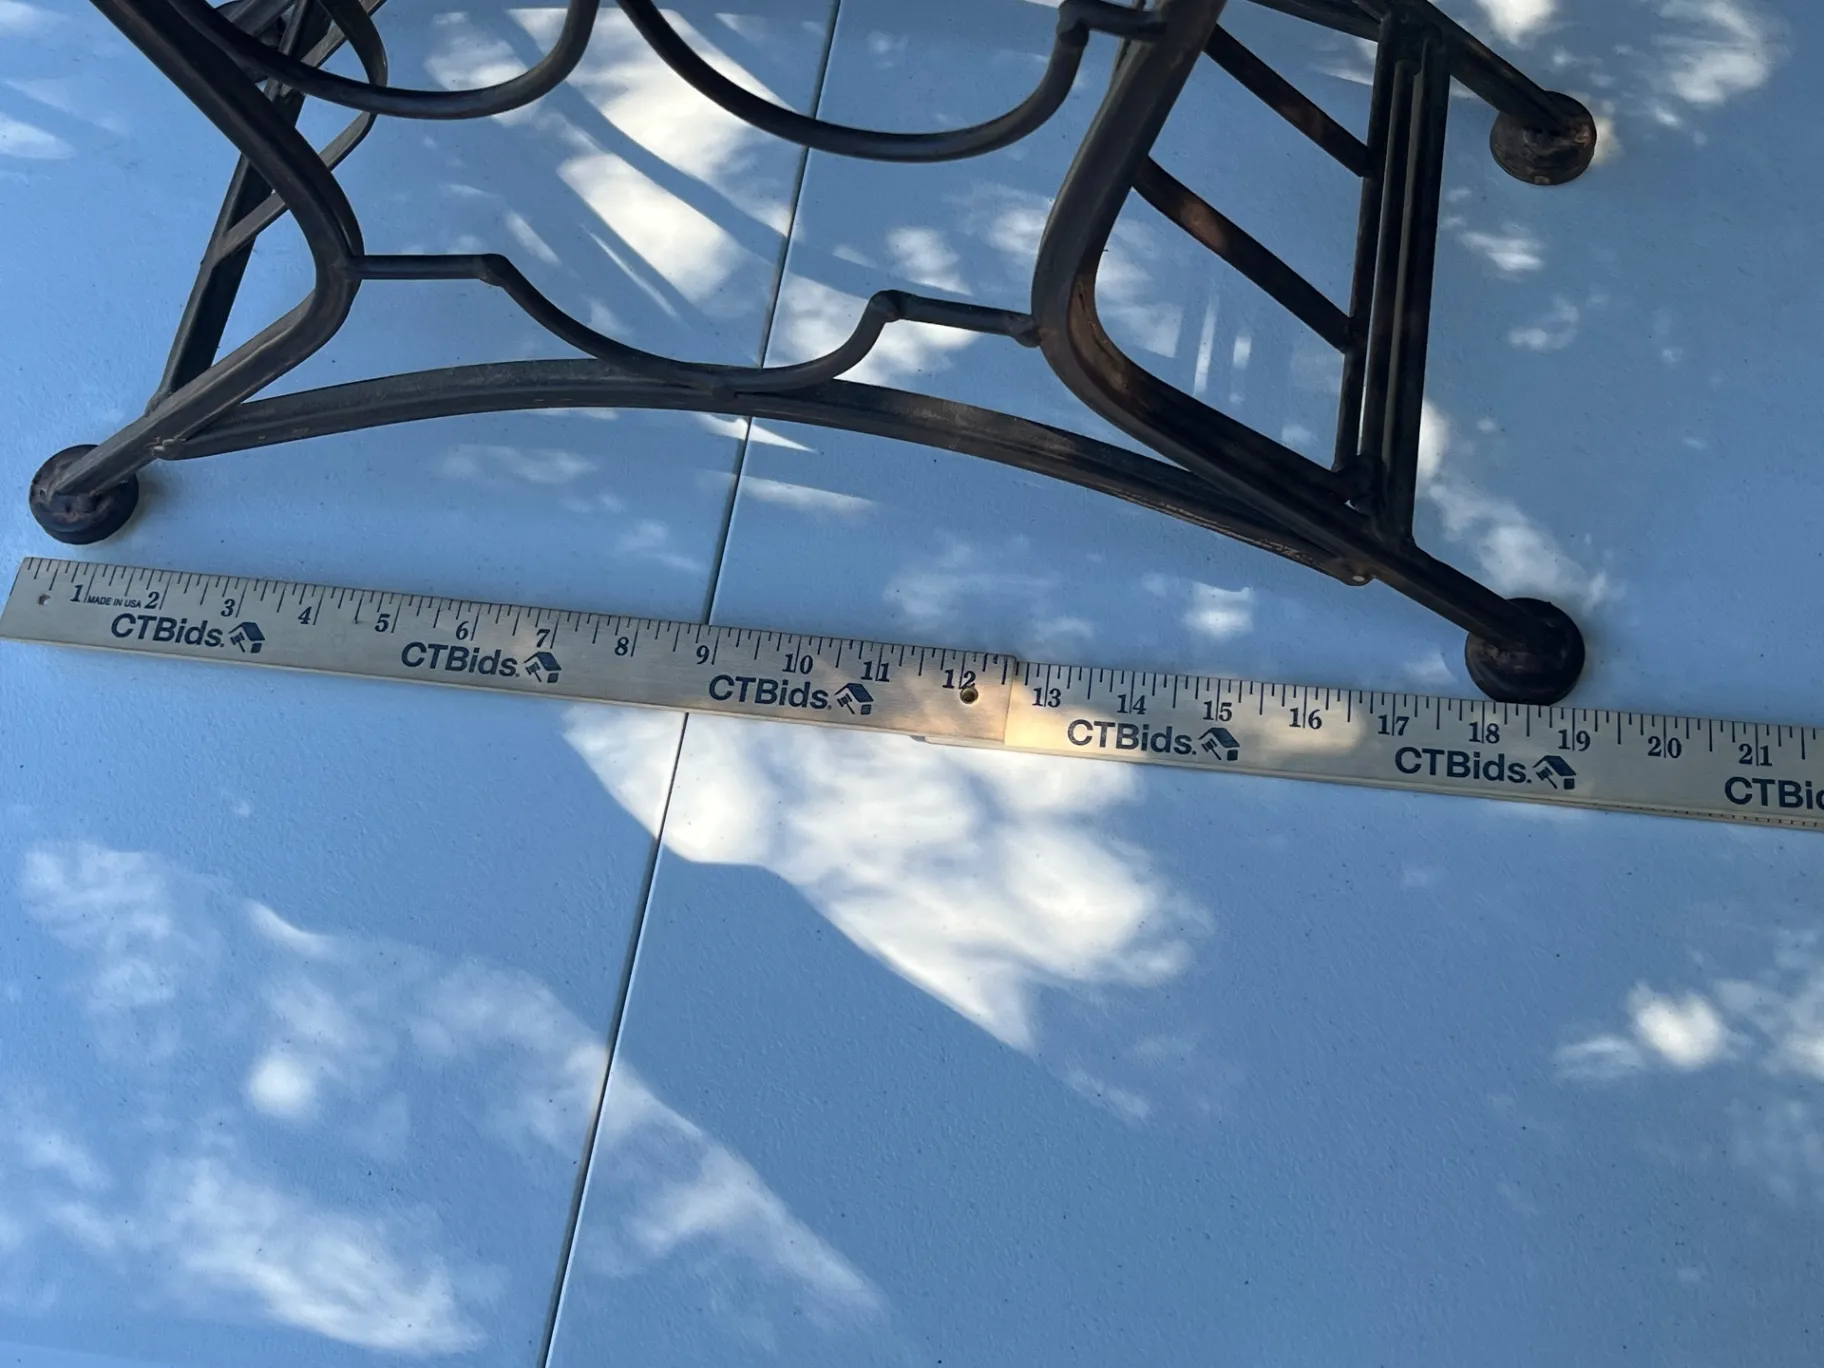 1 MADE IN USA 2 3 4 5 6 7 8 9 10 11 12 13 14 15 16 17 18 19 20 21
CTBids. CTBids. CTBids. CTBids. CTBids. CTBid